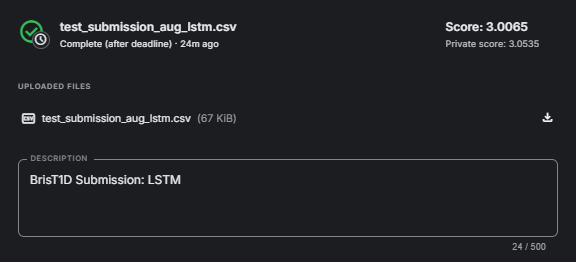 test_submission_aug_lstm.csv
Score: 3.0065
Complete (after deadline) · 24m ago
Private score: 3.0535
UPLOADED FILES
CSV
test_submission_aug_lstm.csv (67 KiB)
DESCRIPTION
BrisT1D Submission: LSTM
24 / 500